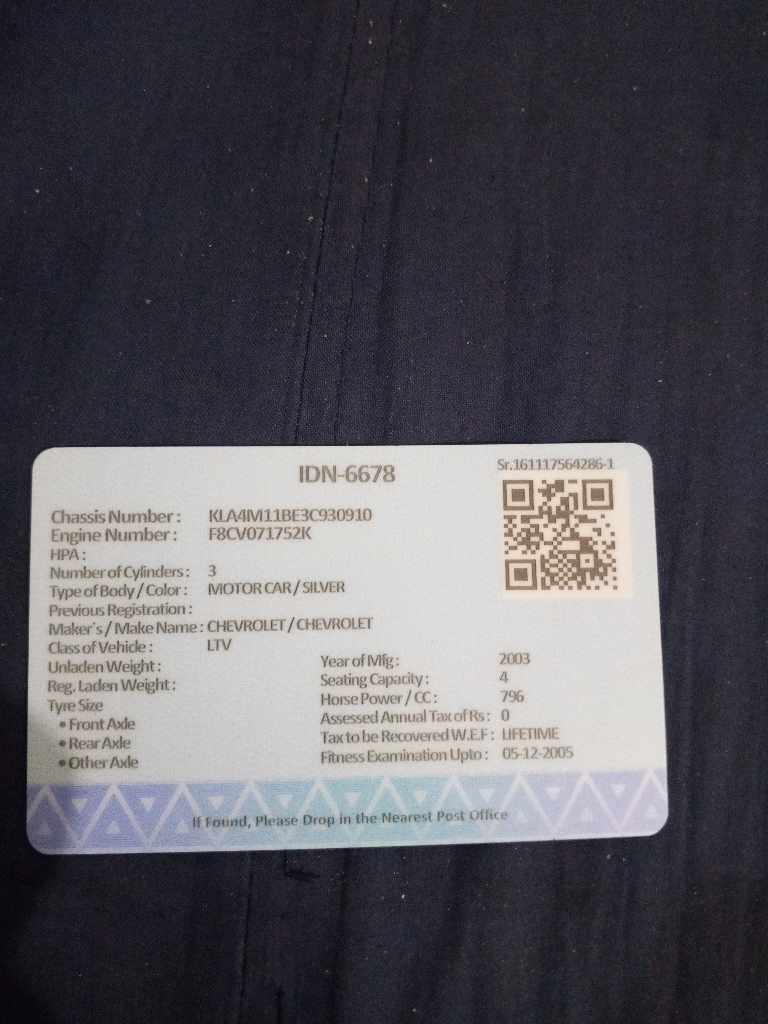 IDN-6678
Sr.161117564286-1
Chassis Number : KLA4M11BE3C930910
Engine Number : F8CV071752K
HPA :
Number of Cylinders : 3
Type of Body / Color : MOTOR CAR / SILVER
Previous Registration :
Maker's / Make Name : CHEVROLET / CHEVROLET
Class of Vehicle : LTV
Unladen Weight :
Reg. Laden Weight :
Tyre Size
• Front Axle
• Rear Axle
• Other Axle
Year of Mfg : 2003
Seating Capacity : 4
Horse Power / CC : 796
Assessed Annual Tax of Rs : 0
Tax to be Recovered W.E.F : LIFETIME
Fitness Examination Upto : 05-12-2005
If Found, Please Drop in the Nearest Post Office